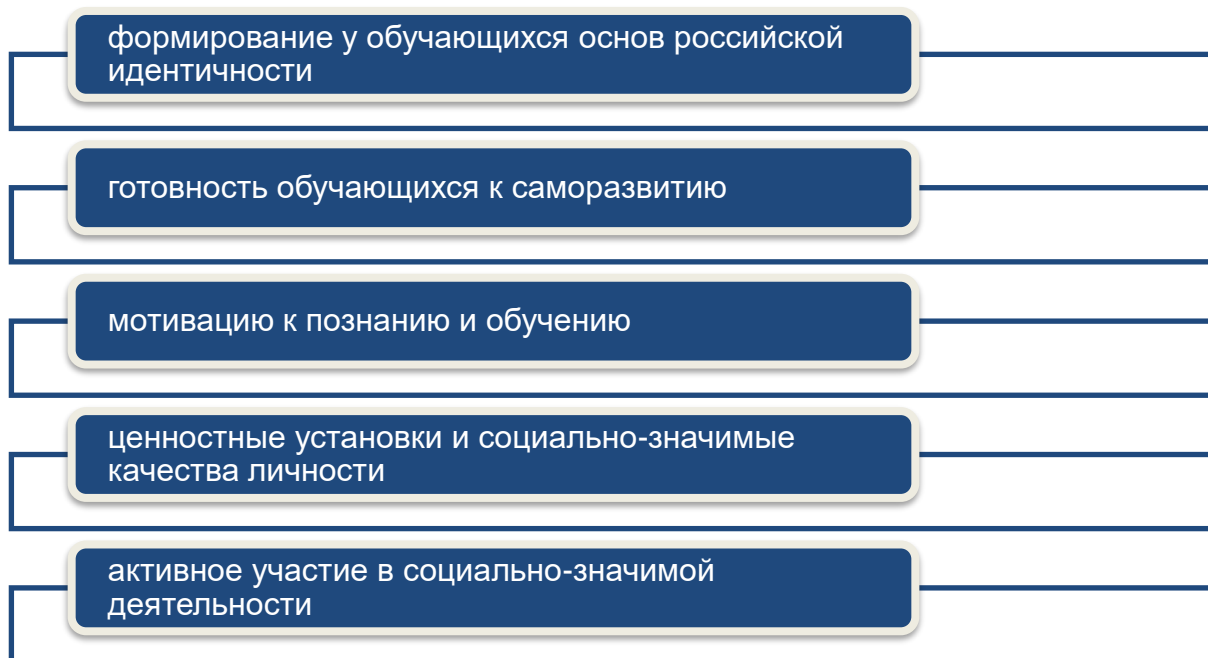 формирование у обучающихся основ российской
идентичности
готовность обучающихся к саморазвитию
мотивацию к познанию и обучению
ценностные установки и социально-значимые
качества личности
активное участие в социально-значимой
деятельности